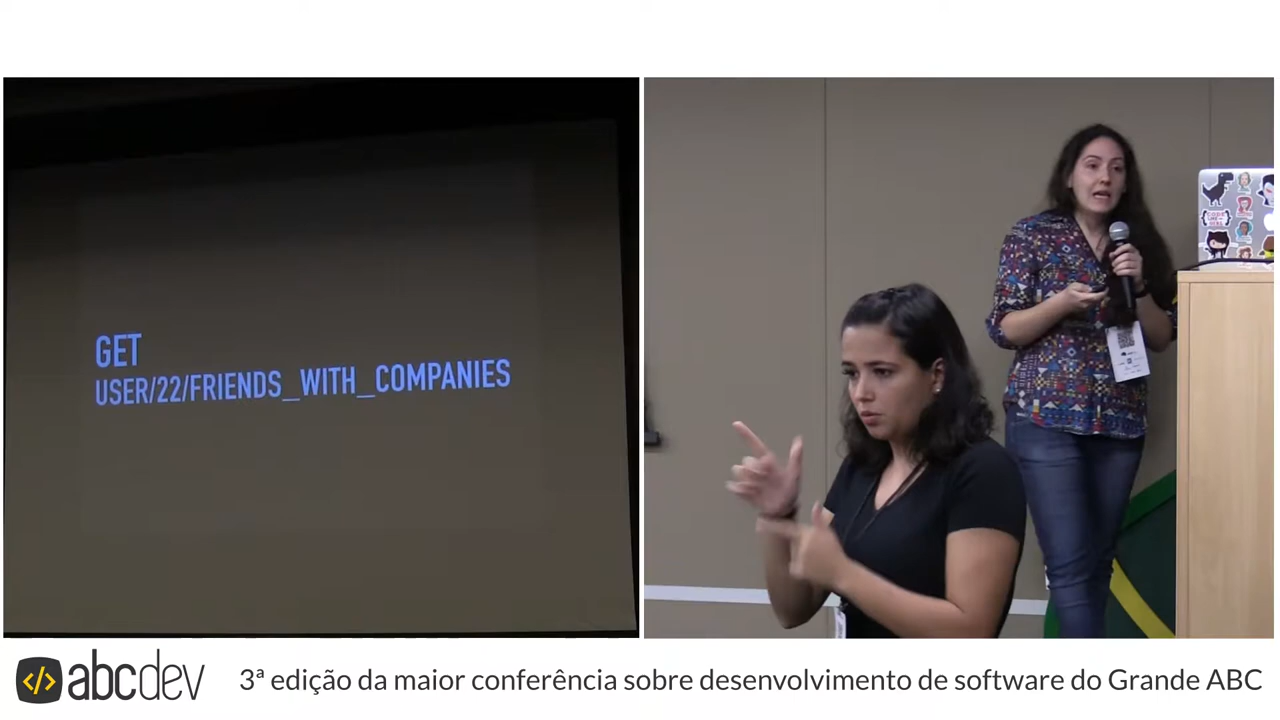 GET
USER/22/FRIENDS_WITH_COMPANIES
</> abcdev
3ª edição da maior conferência sobre desenvolvimento de software do Grande ABC